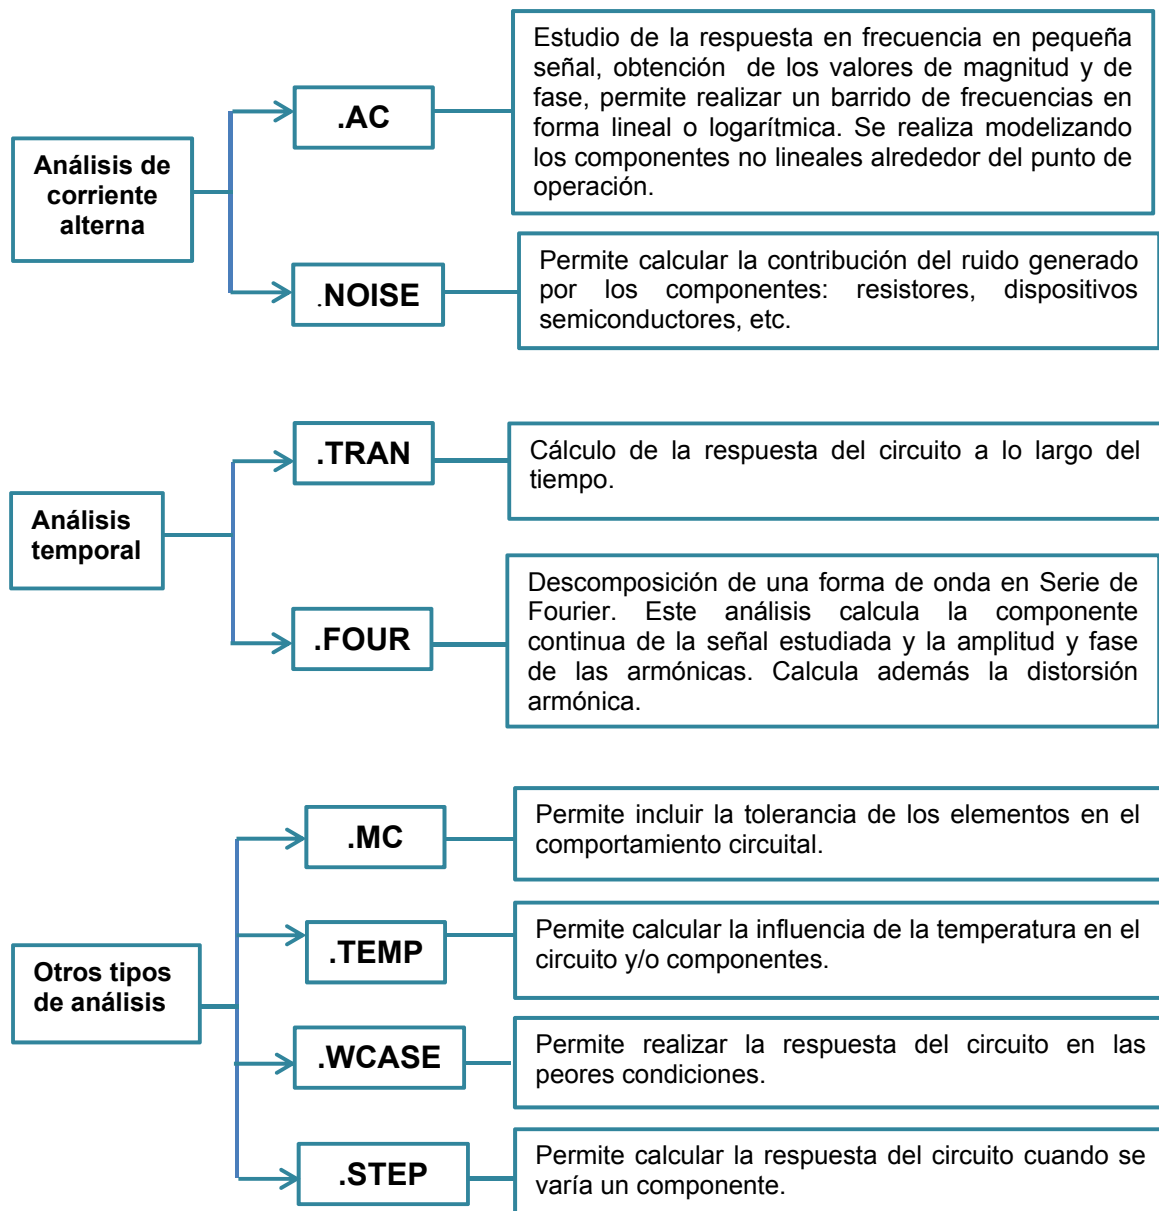 Análisis de
corriente
alterna
.AC
Estudio de la respuesta en frecuencia en pequeña
señal, obtención de los valores de magnitud y de
fase, permite realizar un barrido de frecuencias en
forma lineal o logarítmica. Se realiza modelizando
los componentes no lineales alrededor del punto de
operación.
.NOISE
Permite calcular la contribución del ruido generado
por los componentes: resistores, dispositivos
semiconductores, etc.
Análisis
temporal
.TRAN
Cálculo de la respuesta del circuito a lo largo del
tiempo.
.FOUR
Descomposición de una forma de onda en Serie de
Fourier. Este análisis calcula la componente
continua de la señal estudiada y la amplitud y fase
de las armónicas. Calcula además la distorsión
armónica.
Otros tipos
de análisis
.MC
Permite incluir la tolerancia de los elementos en el
comportamiento circuital.
.TEMP
Permite calcular la influencia de la temperatura en el
circuito y/o componentes.
.WCASE
Permite realizar la respuesta del circuito en las
peores condiciones.
.STEP
Permite calcular la respuesta del circuito cuando se
varía un componente.